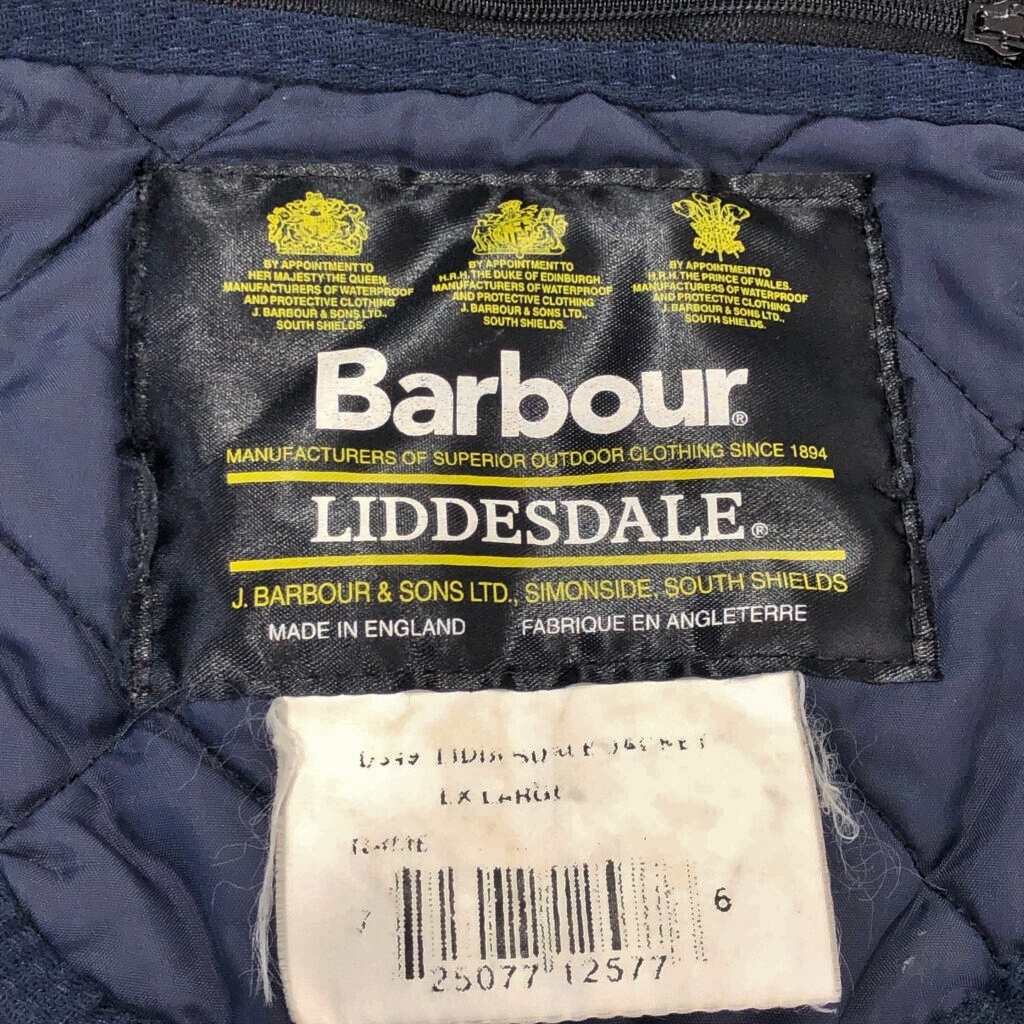 BY APPOINTMENT TO
HER MAJESTY THE QUEEN.
MANUFACTURERS OF WATERPROOF
AND PROTECTIVE CLOTHING
J. BARBOUR & SONS LTD.,
SOUTH SHIELDS.
BY APPOINTMENT TO
H.R.H. THE DUKE OF EDINBURGH
MANUFACTURERS OF WATERPROOF
AND PROTECTIVE CLOTHING
J. BARBOUR & SONS LTD.,
SOUTH SHIELDS.
BY APPOINTMENT TO
H.R.H. THE PRINCE OF WALES.
MANUFACTURERS OF WATERPROOF
AND PROTECTIVE CLOTHING
J. BARBOUR & SONS LTD.,
SOUTH SHIELDS.
Barbour®
MANUFACTURERS OF SUPERIOR OUTDOOR CLOTHING SINCE 1894
LIDDESDALE®
J. BARBOUR & SONS LTD., SIMONSIDE, SOUTH SHIELDS
MADE IN ENGLAND FABRIQUE EN ANGLETERRE
LIDDESDALE JACKET
LARGE
25077 12577 6